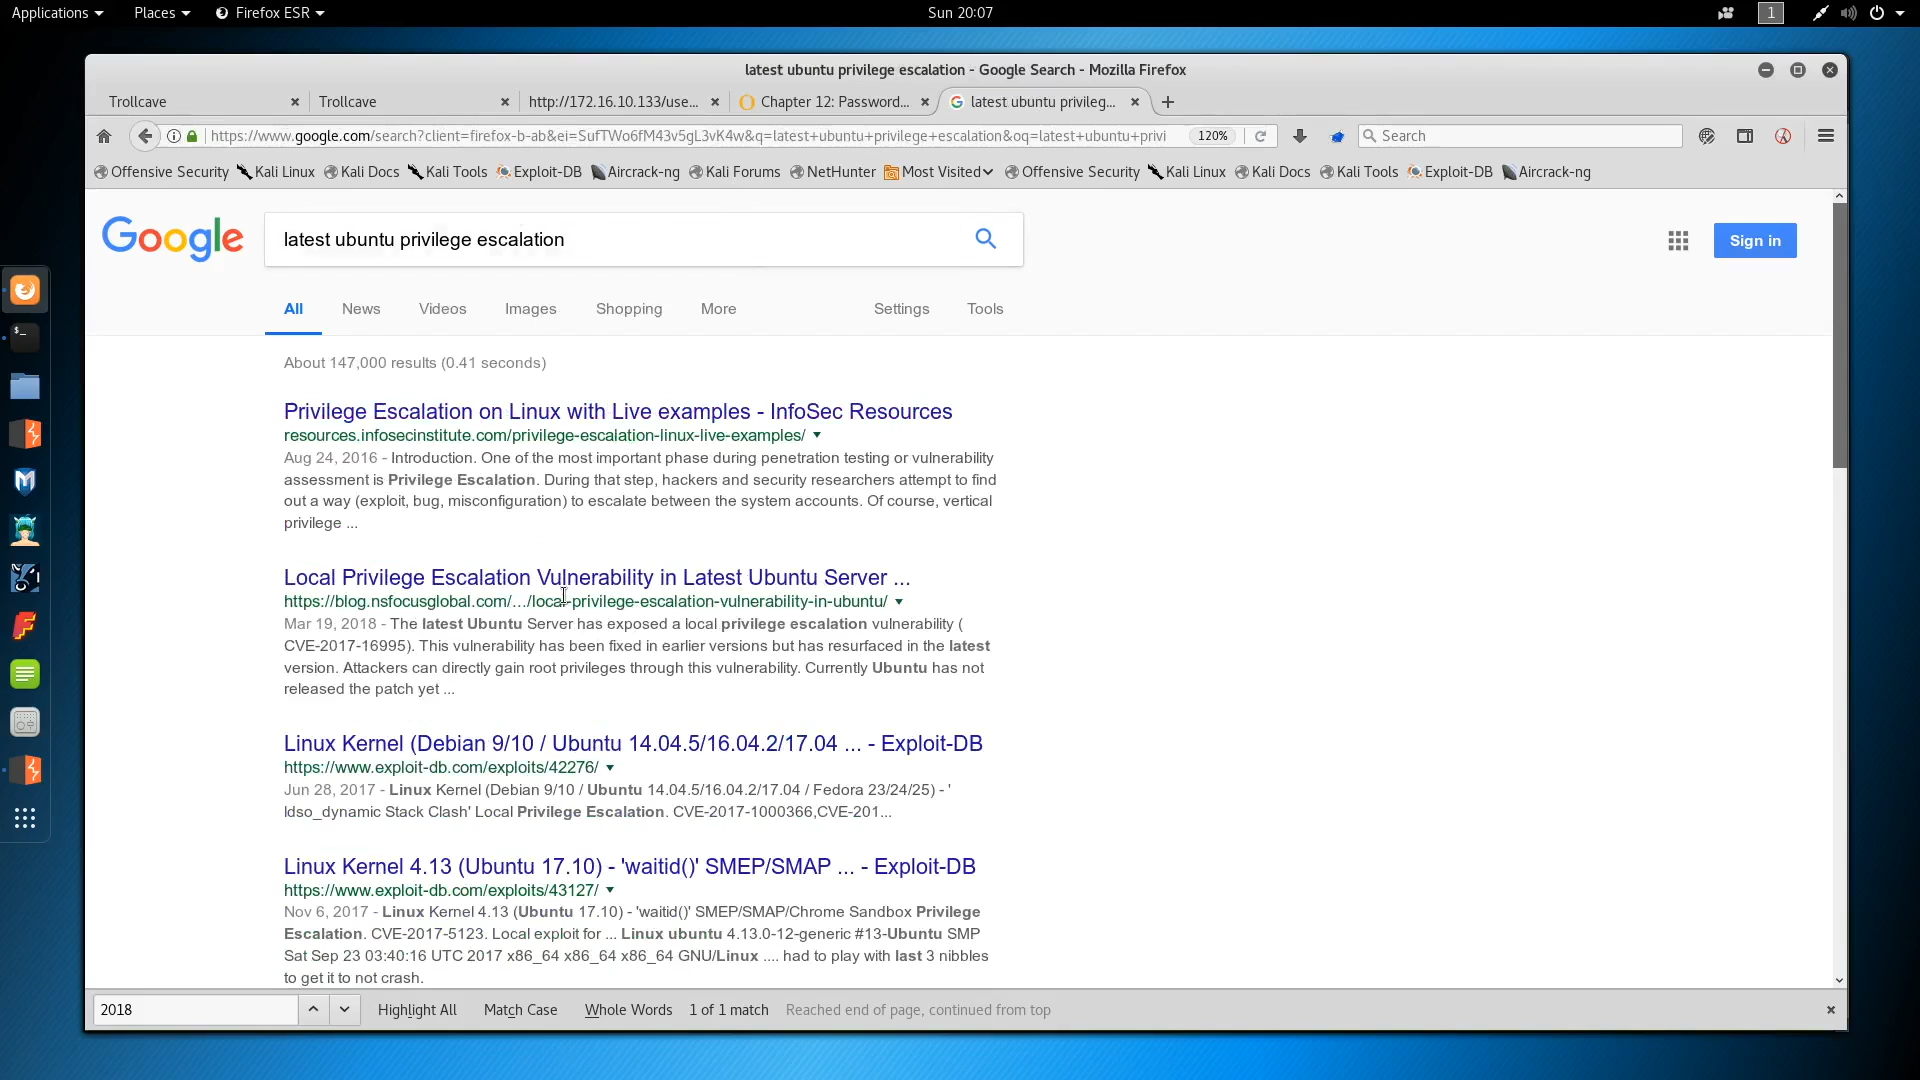 Applications Places Firefox ESR Sun 20:07 1
latest ubuntu privilege escalation - Google Search - Mozilla Firefox
Trollcave Trollcave http://172.16.10.133/use... Chapter 12: Password... latest ubuntu privileg...
https://www.google.com/search?client=firefox-b-ab&ei=SufTWo6fM43v5gL3vK4w&q=latest+ubuntu+privilege+escalation&oq=latest+ubuntu+privi 120% Search
Offensive Security Kali Linux Kali Docs Kali Tools Exploit-DB Aircrack-ng Kali Forums NetHunter Most Visited Offensive Security Kali Linux Kali Docs Kali Tools Exploit-DB Aircrack-ng
Google latest ubuntu privilege escalation Sign in
All News Videos Images Shopping More Settings Tools
About 147,000 results (0.41 seconds)
Privilege Escalation on Linux with Live examples - InfoSec Resources
resources.infosecinstitute.com/privilege-escalation-linux-live-examples/
Aug 24, 2016 - Introduction. One of the most important phase during penetration testing or vulnerability
assessment is Privilege Escalation. During that step, hackers and security researchers attempt to find
out a way (exploit, bug, misconfiguration) to escalate between the system accounts. Of course, vertical
privilege ...
Local Privilege Escalation Vulnerability in Latest Ubuntu Server ...
https://blog.nsfocusglobal.com/.../local-privilege-escalation-vulnerability-in-ubuntu/
Mar 19, 2018 - The latest Ubuntu Server has exposed a local privilege escalation vulnerability (
CVE-2017-16995). This vulnerability has been fixed in earlier versions but has resurfaced in the latest
version. Attackers can directly gain root privileges through this vulnerability. Currently Ubuntu has not
released the patch yet ...
Linux Kernel (Debian 9/10 / Ubuntu 14.04.5/16.04.2/17.04 ... - Exploit-DB
https://www.exploit-db.com/exploits/42276/
Jun 28, 2017 - Linux Kernel (Debian 9/10 / Ubuntu 14.04.5/16.04.2/17.04 / Fedora 23/24/25) - '
ldso_dynamic Stack Clash' Local Privilege Escalation. CVE-2017-1000366,CVE-201...
Linux Kernel 4.13 (Ubuntu 17.10) - 'waitid()' SMEP/SMAP ... - Exploit-DB
https://www.exploit-db.com/exploits/43127/
Nov 6, 2017 - Linux Kernel 4.13 (Ubuntu 17.10) - 'waitid()' SMEP/SMAP/Chrome Sandbox Privilege
Escalation. CVE-2017-5123. Local exploit for ... Linux ubuntu 4.13.0-12-generic #13-Ubuntu SMP
Sat Sep 23 03:40:16 UTC 2017 x86_64 x86_64 x86_64 GNU/Linux .... had to play with last 3 nibbles
to get it to not crash.
2018 Highlight All Match Case Whole Words 1 of 1 match Reached end of page, continued from top